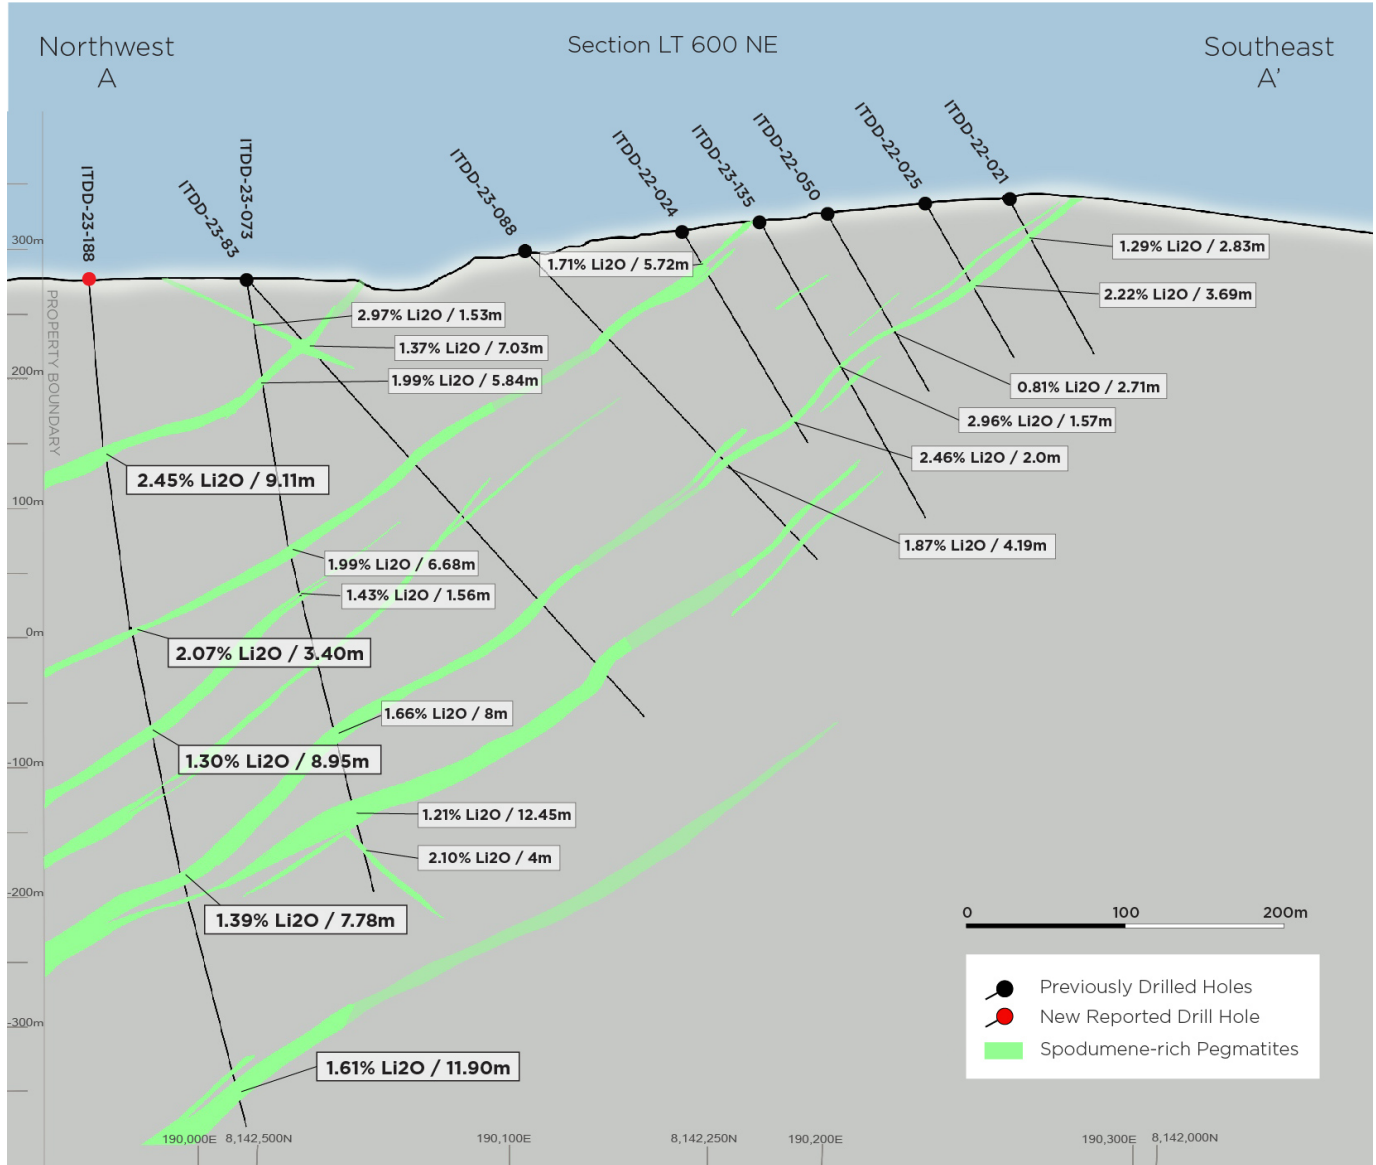 Northwest
A
Section LT 600 NE
Southeast
A'
ITDD-23-188
ITDD-23-83
ITDD-23-073
ITDD-23-088
ITDD-22-024
ITDD-23-135
ITDD-22-050
ITDD-22-025
ITDD-22-021
300m
200m
100m
0m
-100m
-200m
-300m
PROPERTY BOUNDARY
1.71% Li2O / 5.72m
1.29% Li2O / 2.83m
2.22% Li2O / 3.69m
2.97% Li2O / 1.53m
1.37% Li2O / 7.03m
1.99% Li2O / 5.84m
0.81% Li2O / 2.71m
2.96% Li2O / 1.57m
2.46% Li2O / 2.0m
2.45% Li2O / 9.11m
1.87% Li2O / 4.19m
1.99% Li2O / 6.68m
1.43% Li2O / 1.56m
2.07% Li2O / 3.40m
1.66% Li2O / 8m
1.30% Li2O / 8.95m
1.21% Li2O / 12.45m
2.10% Li2O / 4m
1.39% Li2O / 7.78m
1.61% Li2O / 11.90m
0 100 200m
Previously Drilled Holes
New Reported Drill Hole
Spodumene-rich Pegmatites
190,000E 8,142,500N 190,100E 8,142,250N 190,200E 190,300E 8,142,000N